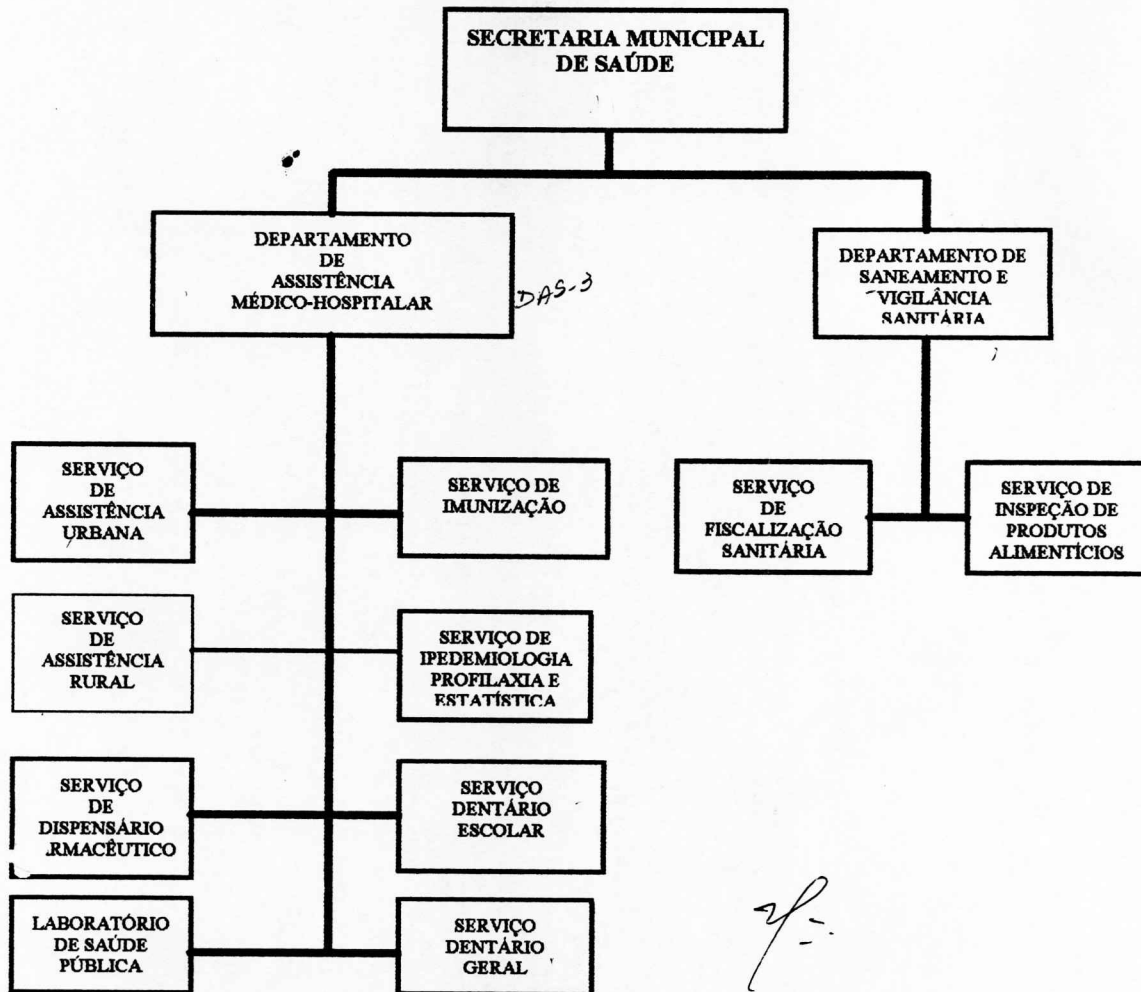 SECRETARIA MUNICIPAL
DE SAÚDE
DEPARTAMENTO
DE
ASSISTÊNCIA
MÉDICO-HOSPITALAR
DAS-3
DEPARTAMENTO DE
SANEAMENTO E
VIGILÂNCIA
SANITÁRIA
SERVIÇO
DE
ASSISTÊNCIA
URBANA
SERVIÇO DE
IMUNIZAÇÃO
SERVIÇO
DE
FISCALIZAÇÃO
SANITÁRIA
SERVIÇO DE
INSPEÇÃO DE
PRODUTOS
ALIMENTÍCIOS
SERVIÇO
DE
ASSISTÊNCIA
RURAL
SERVIÇO DE
IPEDEMIOLOGIA
PROFILAXIA E
ESTATÍSTICA
SERVIÇO
DE
DISPENSÁRIO
RMACÊUTICO
SERVIÇO
DENTÁRIO
ESCOLAR
LABORATÓRIO
DE SAÚDE
PÚBLICA
SERVIÇO
DENTÁRIO
GERAL